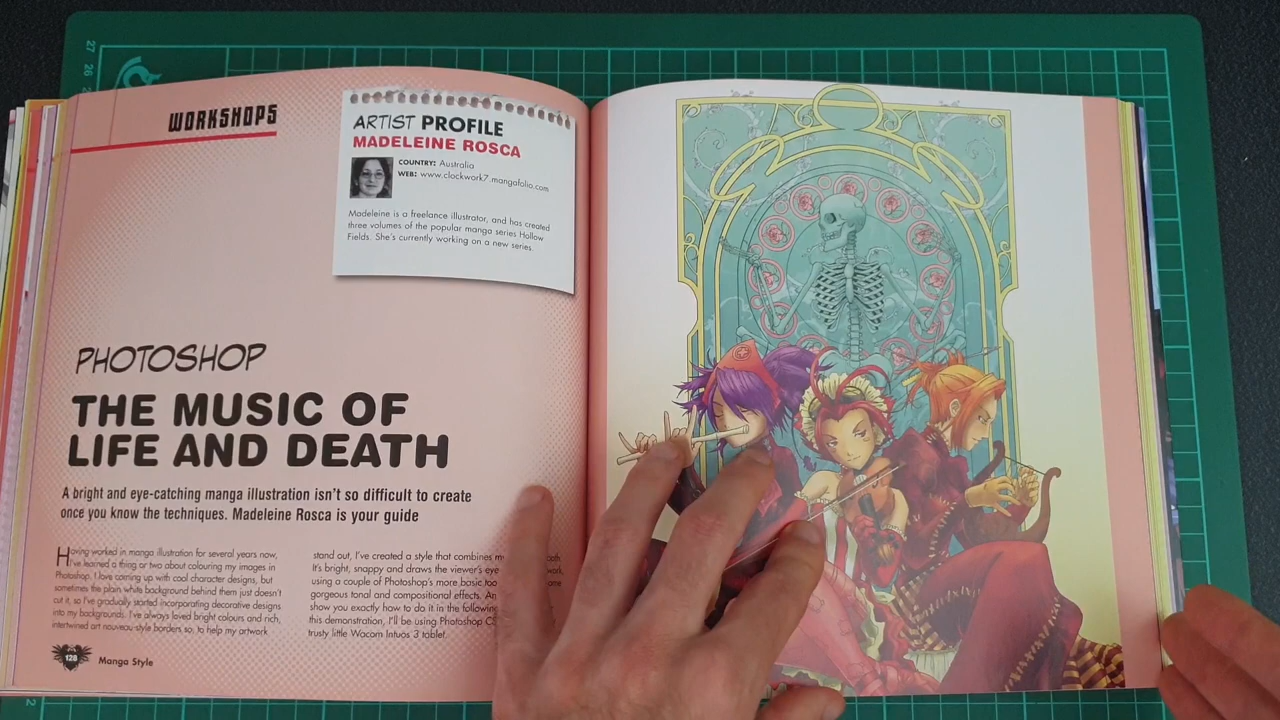 27
26
WORKSHOPS
ARTIST PROFILE
MADELEINE ROSCA
COUNTRY: Australia
WEB: www.clockwork7.mangafolio.com
Madeleine is a freelance illustrator, and has created
three volumes of the popular manga series Hollow
Fields. She's currently working on a new series.
PHOTOSHOP
THE MUSIC OF
LIFE AND DEATH
A bright and eye-catching manga illustration isn't so difficult to create
once you know the techniques. Madeleine Rosca is your guide
Having worked in manga illustration for several years now,
I've learned a thing or two about colouring my images in
Photoshop. I love coming up with cool character designs, but
sometimes the plain white background behind them just doesn't
cut it, so I've gradually started incorporating decorative designs
into my backgrounds. I've always loved bright colours and rich,
intertwined art nouveau-style borders so, to help my artwork
stand out, I've created a style that combines
It's bright, snappy and draws the viewer's eye
using a couple of Photoshop's more basic
gorgeous tonal and compositional effects.
show you exactly how to do it in the following
this demonstration, I'll be using Photoshop
trusty little Wacom Intuos 3 tablet.
128
Manga Style
2